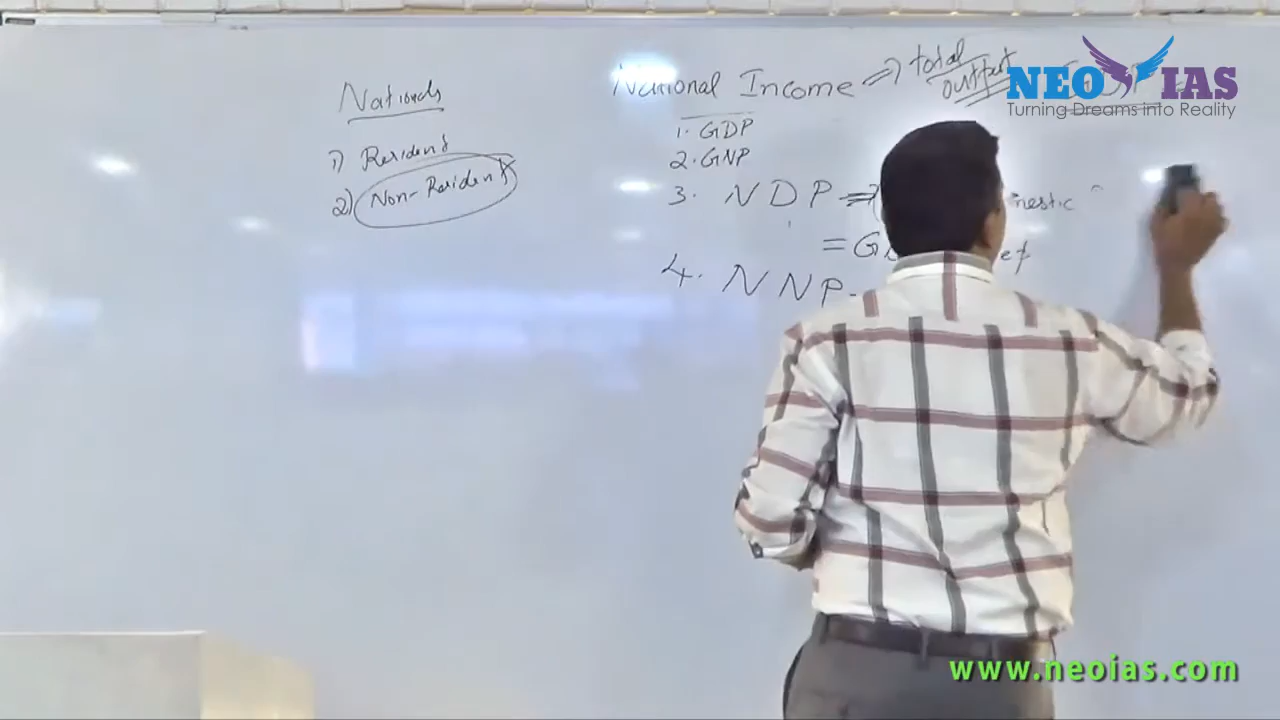 Nationals
1) Resident
2) Non-Resident
National Income => total
output
1. GDP
2. GNP
3. NDP =>
= G
4. NNP -
NEO IAS
Turning Dreams into Reality
www.neoias.com